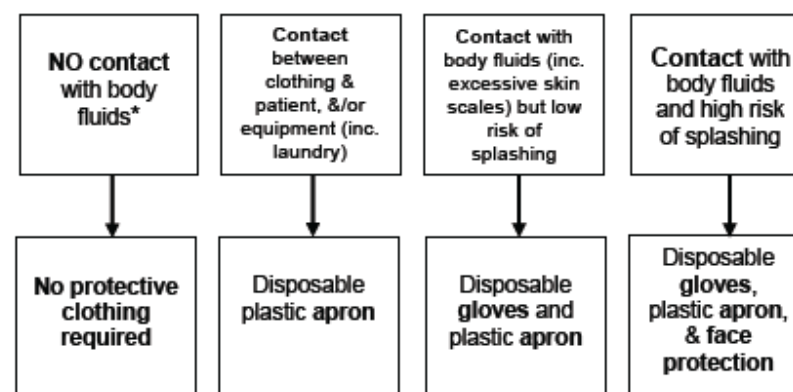 NO contact
with body
fluids*
Contact
between
clothing &
patient, &/or
equipment (inc.
laundry)
Contact with
body fluids (inc.
excessive skin
scales) but low
risk of
splashing
Contact with
body fluids
and high risk
of splashing
No protective
clothing
required
Disposable
plastic apron
Disposable
gloves and
plastic apron
Disposable
gloves,
plastic apron,
& face
protection